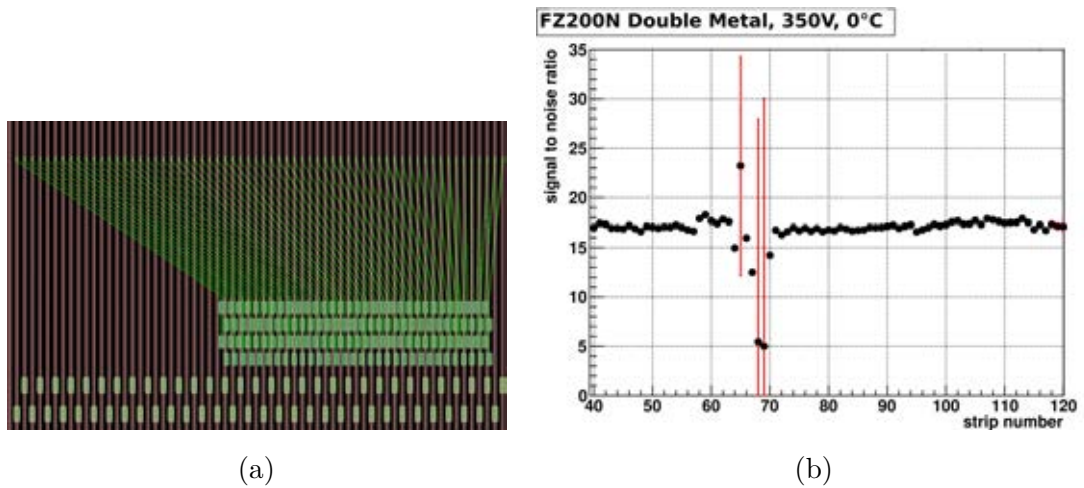 FZ200N Double Metal, 350V, 0°C
signal to noise ratio
35
30
25
20
15
10
5
0
40 50 60 70 80 90 100 110 120
strip number
(a) (b)